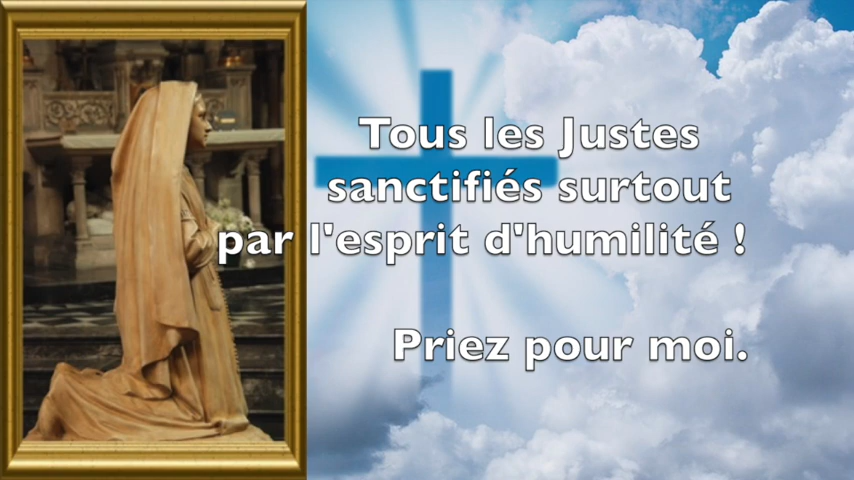 Tous les Justes
sanctifiés surtout
par l'esprit d'humilité !
Priez pour moi.